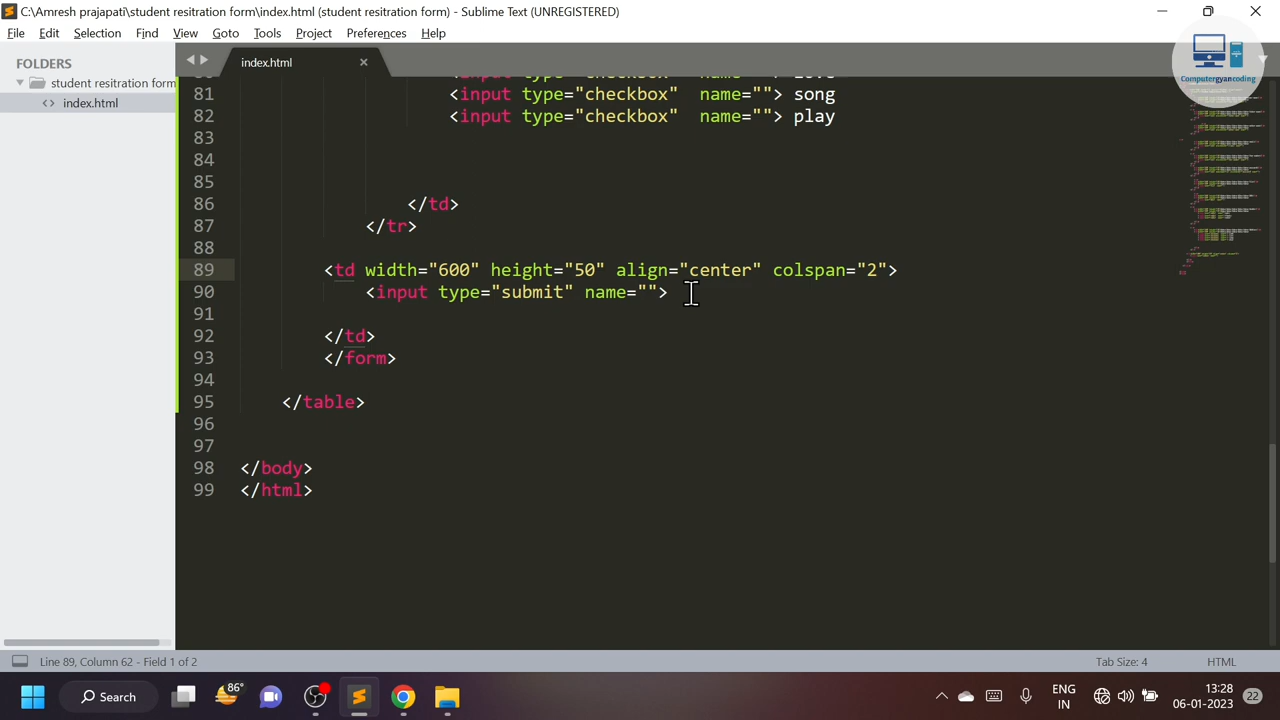 C:\Amresh prajapati\student resitration form\index.html (student resitration form) - Sublime Text (UNREGISTERED)
File Edit Selection Find View Goto Tools Project Preferences Help
Computergyancoding
FOLDERS
student resitration form
index.html
index.html
81 <input type="checkbox"  name=""> song
82 <input type="checkbox"  name=""> play
83
84
85
86 </td>
87 </tr>
88
89 <td width="600" height="50" align="center" colspan="2">
90 <input type="submit" name="">
91
92 </td>
93 </form>
94
95 </table>
96
97
98 </body>
99 </html>
Line 89, Column 62 - Field 1 of 2
Tab Size: 4
HTML
Search
86°
ENG
IN
13:28
06-01-2023
22